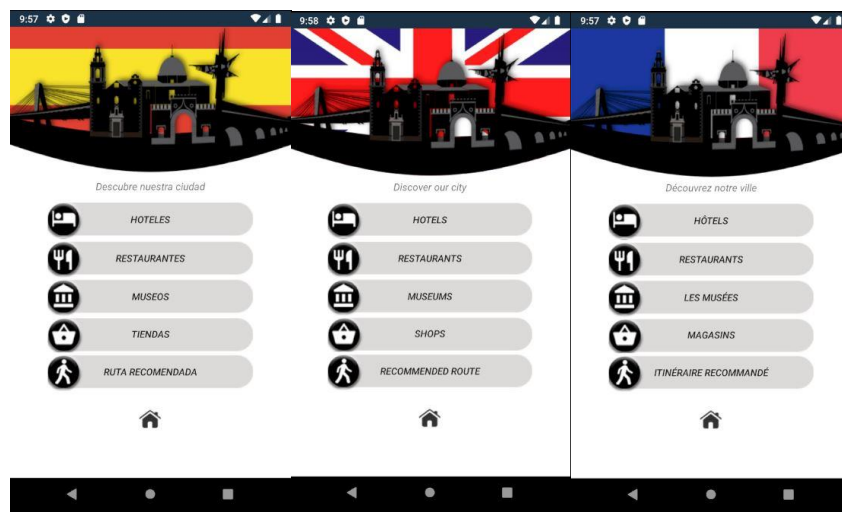 9:57
Descubre nuestra ciudad
HOTELES
RESTAURANTES
MUSEOS
TIENDAS
RUTA RECOMENDADA
9:58
Discover our city
HOTELS
RESTAURANTS
MUSEUMS
SHOPS
RECOMMENDED ROUTE
9:57
Découvrez notre ville
HÔTELS
RESTAURANTS
LES MUSÉES
MAGASINS
ITINÉRAIRE RECOMMANDÉ